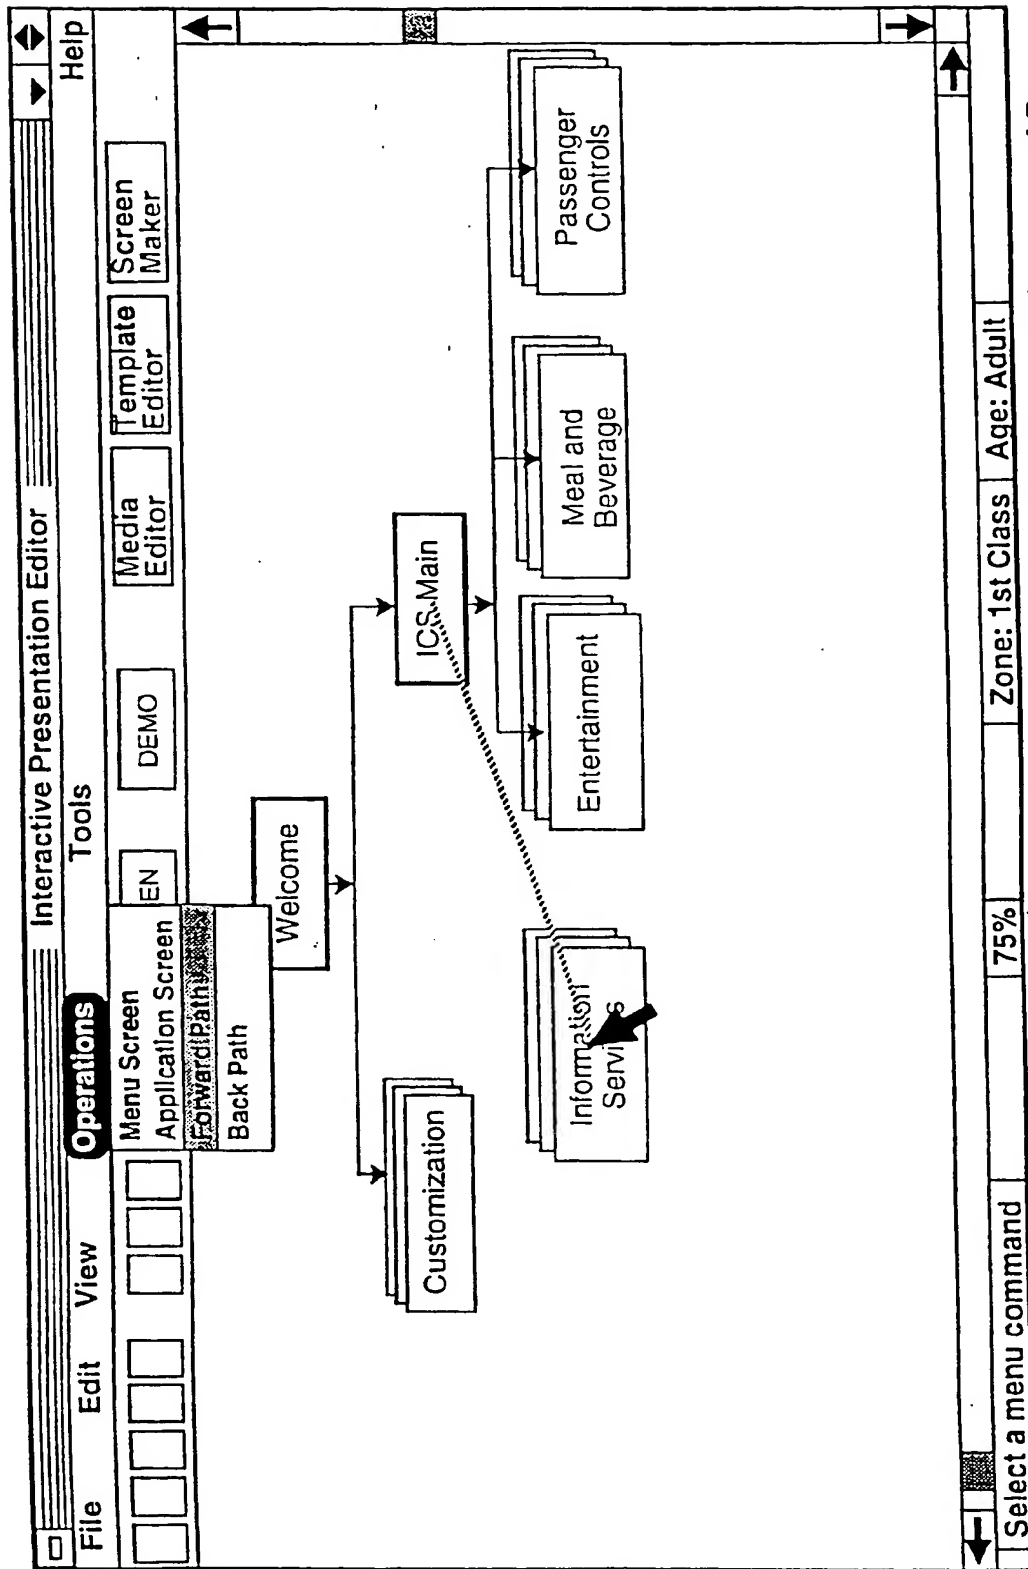 Interactive Presentation Editor
File Edit View Operations Tools Help
Menu Screen
Application Screen
Forward Path
Back Path
EN
DEMO
Media
Editor
Template
Editor
Screen
Maker
Welcome
Customization
ICS Main
Information
Services
Entertainment
Meal and
Beverage
Passenger
Controls
Select a menu command 75% Zone: 1st Class Age: Adult